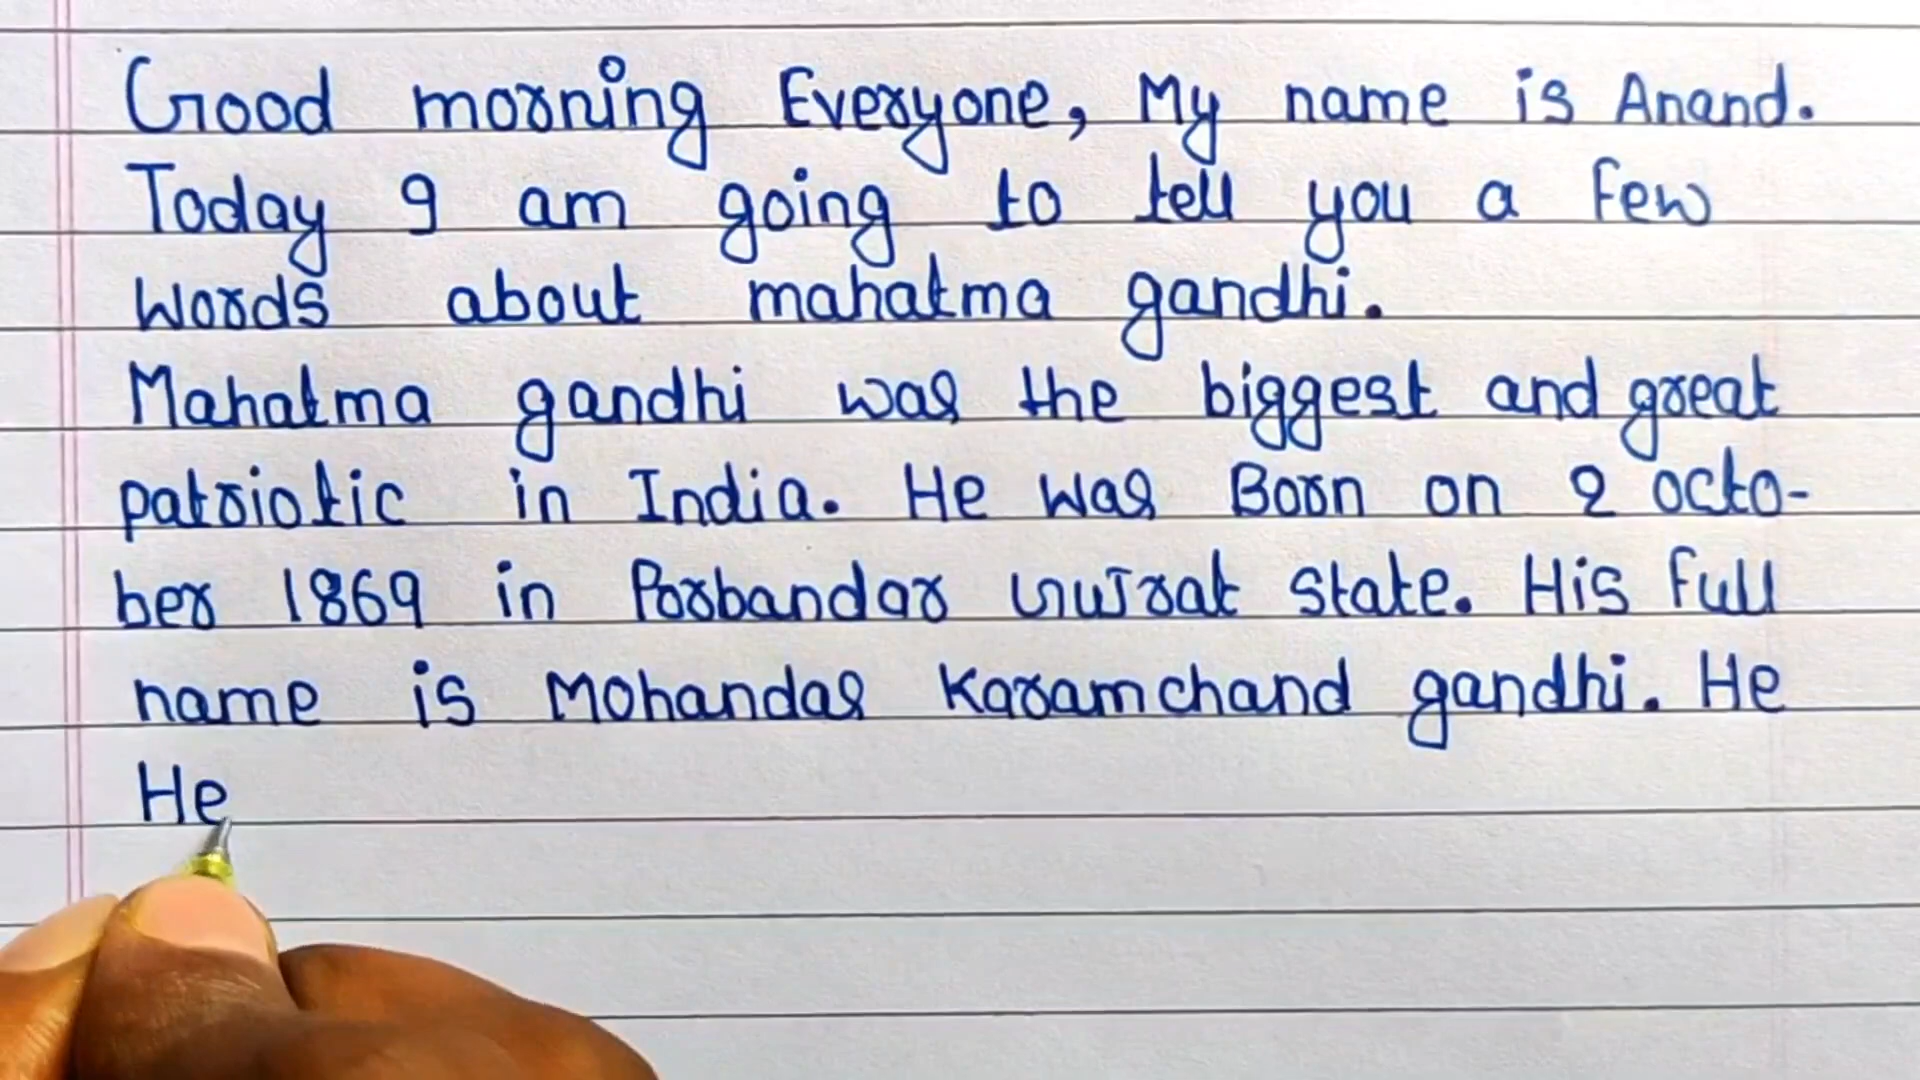 Good morning Everyone, My name is Anand.
Today I am going to tell you a few
words about mahatma gandhi.
Mahatma gandhi was the biggest and great
patriotic in India. He was Born on 2 octo-
ber 1869 in Porbandar Gujrat state. His full
name is Mohandas Karamchand gandhi. He
He